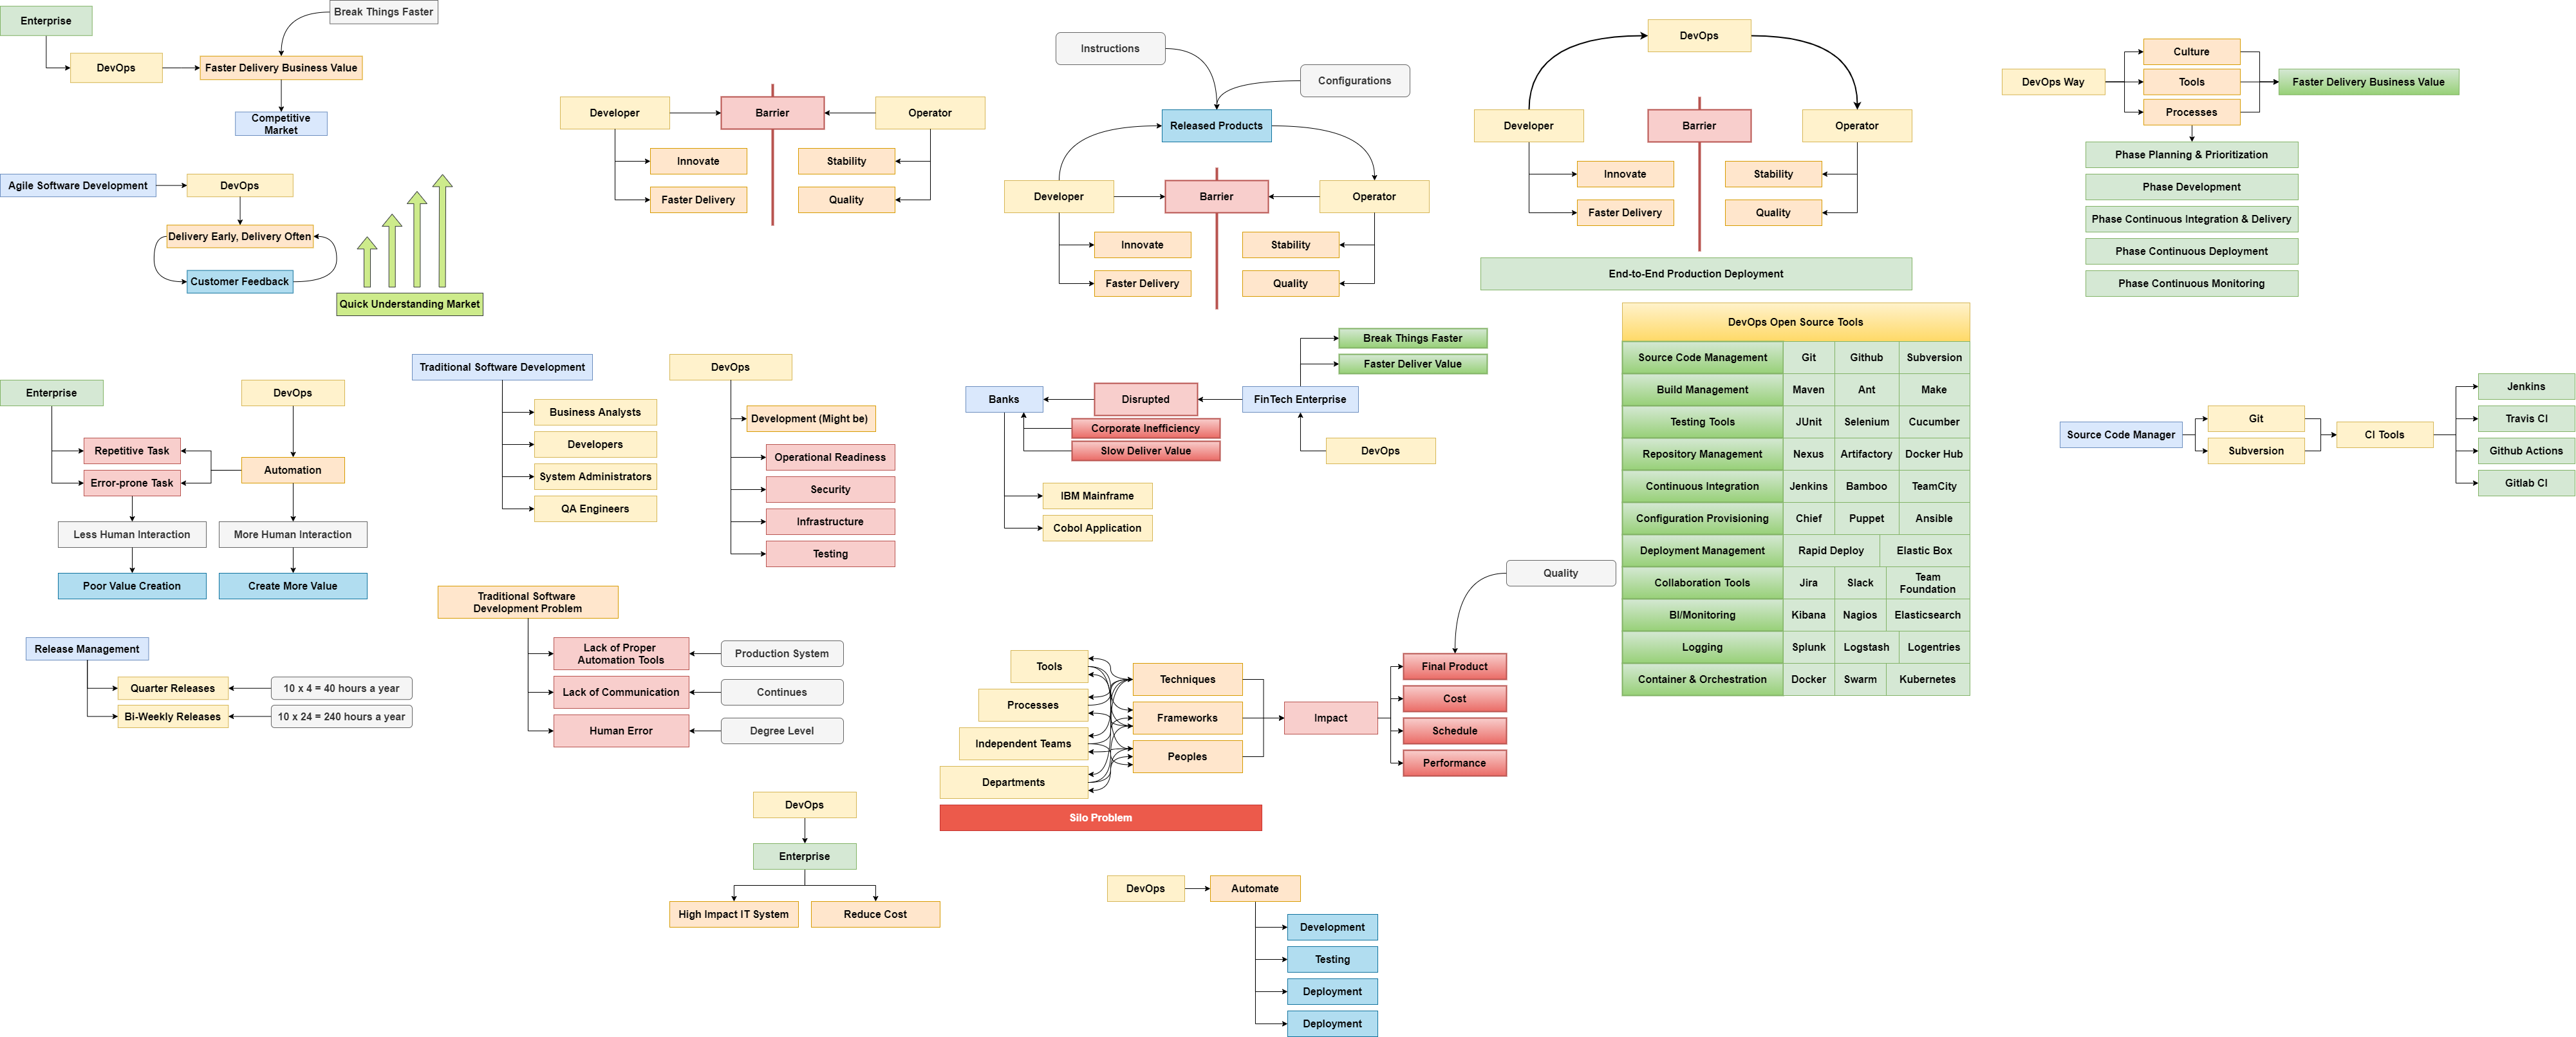 Enterprise
Break Things Faster
DevOps
Faster Delivery Business Value
Competitive
Market
Agile Software Development
DevOps
Delivery Early, Delivery Often
Customer Feedback
Quick Understanding Market
Developer
Barrier
Operator
Innovate
Stability
Faster Delivery
Quality
Instructions
Configurations
Released Products
Developer
Barrier
Operator
Innovate
Stability
Faster Delivery
Quality
DevOps
Developer
Barrier
Operator
Innovate
Stability
Faster Delivery
Quality
End-to-End Production Deployment
DevOps Way
Culture
Tools
Processes
Faster Delivery Business Value
Phase Planning & Prioritization
Phase Development
Phase Continuous Integration & Delivery
Phase Continuous Deployment
Phase Continuous Monitoring
Enterprise
DevOps
Repetitive Task
Error-prone Task
Automation
Less Human Interaction
More Human Interaction
Poor Value Creation
Create More Value
Traditional Software Development
Business Analysts
Developers
System Administrators
QA Engineers
DevOps
Development (Might be)
Operational Readiness
Security
Infrastructure
Testing
Break Things Faster
Faster Deliver Value
Banks
Disrupted
FinTech Enterprise
Corporate Inefficiency
Slow Deliver Value
DevOps
IBM Mainframe
Cobol Application
DevOps Open Source Tools
Source Code Management Git Github Subversion
Build Management Maven Ant Make
Testing Tools JUnit Selenium Cucumber
Repository Management Nexus Artifactory Docker Hub
Continuous Integration Jenkins Bamboo TeamCity
Configuration Provisioning Chief Puppet Ansible
Deployment Management Rapid Deploy Elastic Box
Collaboration Tools Jira Slack Team
Foundation
BI/Monitoring Kibana Nagios Elasticsearch
Logging Splunk Logstash Logentries
Container & Orchestration Docker Swarm Kubernetes
Source Code Manager
Git
Subversion
CI Tools
Jenkins
Travis CI
Github Actions
Gitlab CI
Release Management
Quarter Releases
10 x 4 = 40 hours a year
Bi-Weekly Releases
10 x 24 = 240 hours a year
Traditional Software
Development Problem
Lack of Proper
Automation Tools
Production System
Lack of Communication
Continues
Human Error
Degree Level
Quality
Tools
Processes
Independent Teams
Departments
Techniques
Frameworks
Peoples
Impact
Final Product
Cost
Schedule
Performance
Silo Problem
DevOps
Enterprise
High Impact IT System
Reduce Cost
DevOps
Automate
Development
Testing
Deployment
Deployment